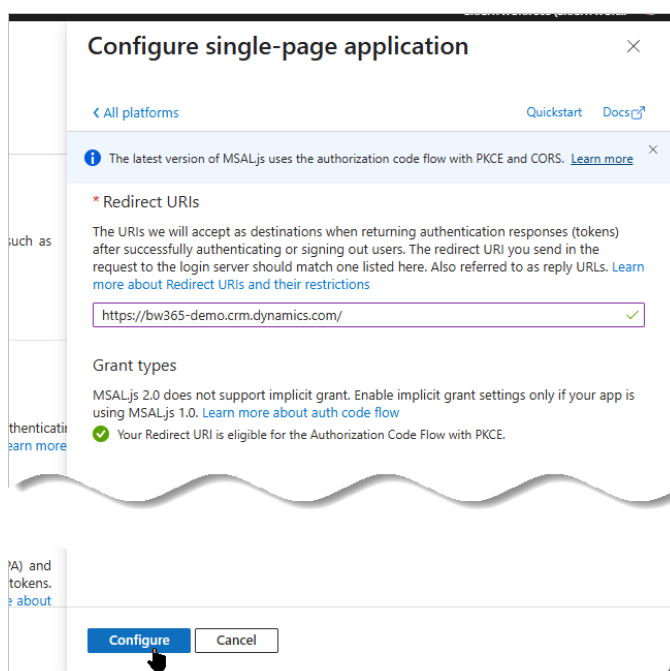 Configure single-page application
All platforms
Quickstart Docs
The latest version of MSAL.js uses the authorization code flow with PKCE and CORS. Learn more
* Redirect URIs
The URIs we will accept as destinations when returning authentication responses (tokens)
after successfully authenticating or signing out users. The redirect URI you send in the
request to the login server should match one listed here. Also referred to as reply URLs. Learn
more about Redirect URIs and their restrictions
such as
https://bw365-demo.crm.dynamics.com/
Grant types
MSAL.js 2.0 does not support implicit grant. Enable implicit grant settings only if your app is
using MSAL.js 1.0. Learn more about auth code flow
Your Redirect URI is eligible for the Authorization Code Flow with PKCE.
thenticati
earn more
PA) and
tokens.
about
Configure
Cancel